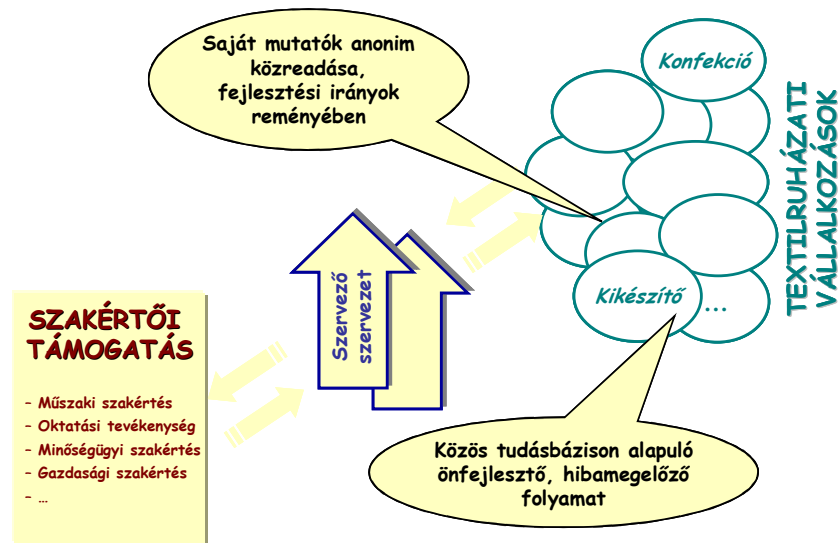 Saját mutatók anonim
közreadása,
fejlesztési irányok
reményében
Konfekció
TEXTILRUHÁZATI
VÁLLALKOZÁSOK
Kikészítő
...
Szervező
szervezet
SZAKÉRTŐI
TÁMOGATÁS
- Műszaki szakértés
- Oktatási tevékenység
- Minőségügyi szakértés
- Gazdasági szakértés
- …
Közös tudásbázison alapuló
önfejlesztő, hibamegelőző
folyamat